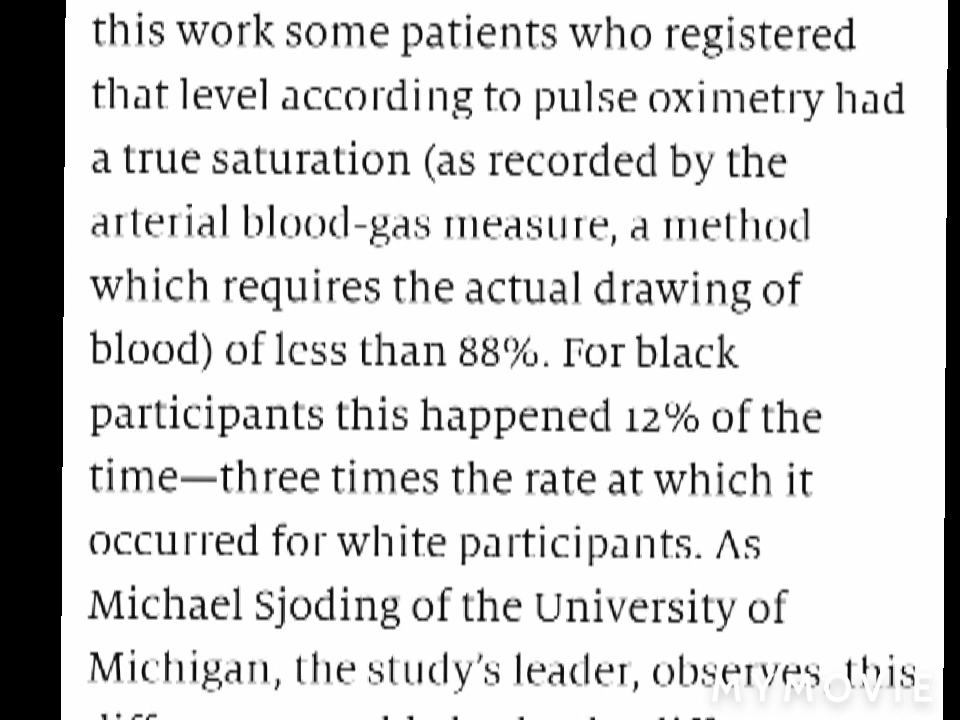 this work some patients who registered
that level according to pulse oximetry had
a true saturation (as recorded by the
arterial blood-gas measure, a method
which requires the actual drawing of
blood) of less than 88%. For black
participants this happened 12% of the
time—three times the rate at which it
occurred for white participants. As
Michael Sjoding of the University of
Michigan, the study's leader, observes, this
MYMOVIE